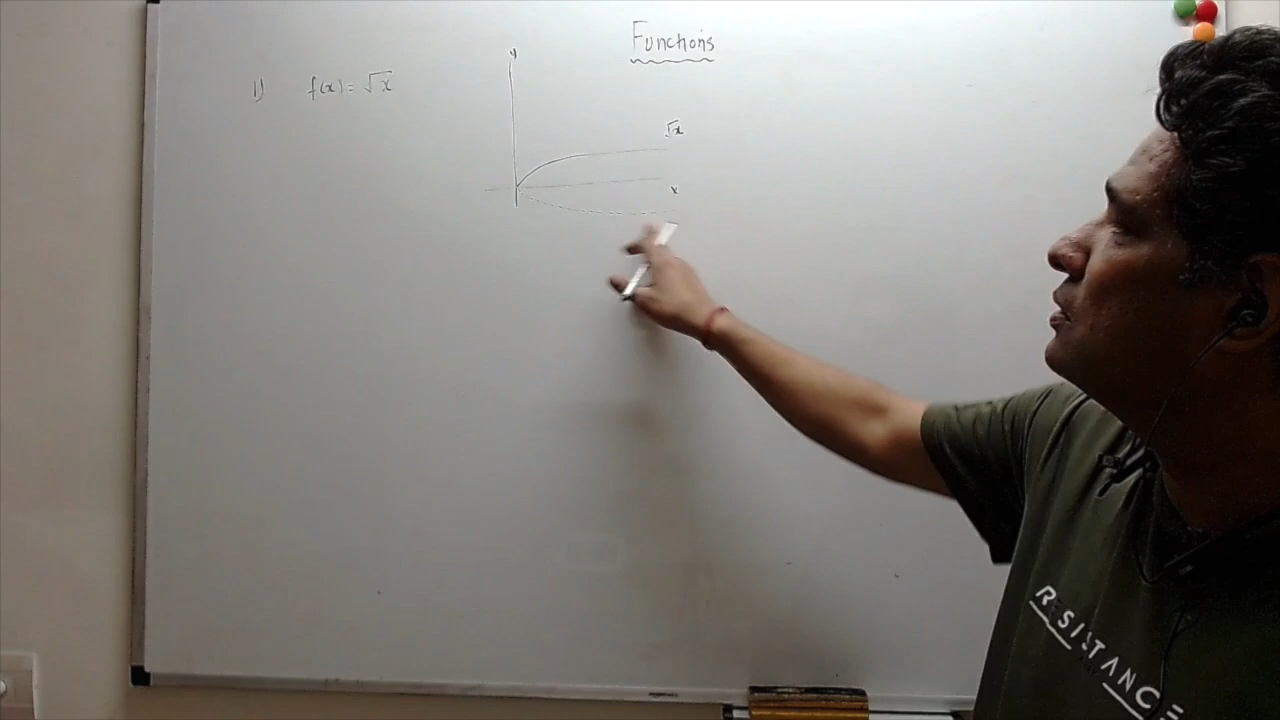 Functions
1) f(x) = √x
y
√x
x
RESISTANCE